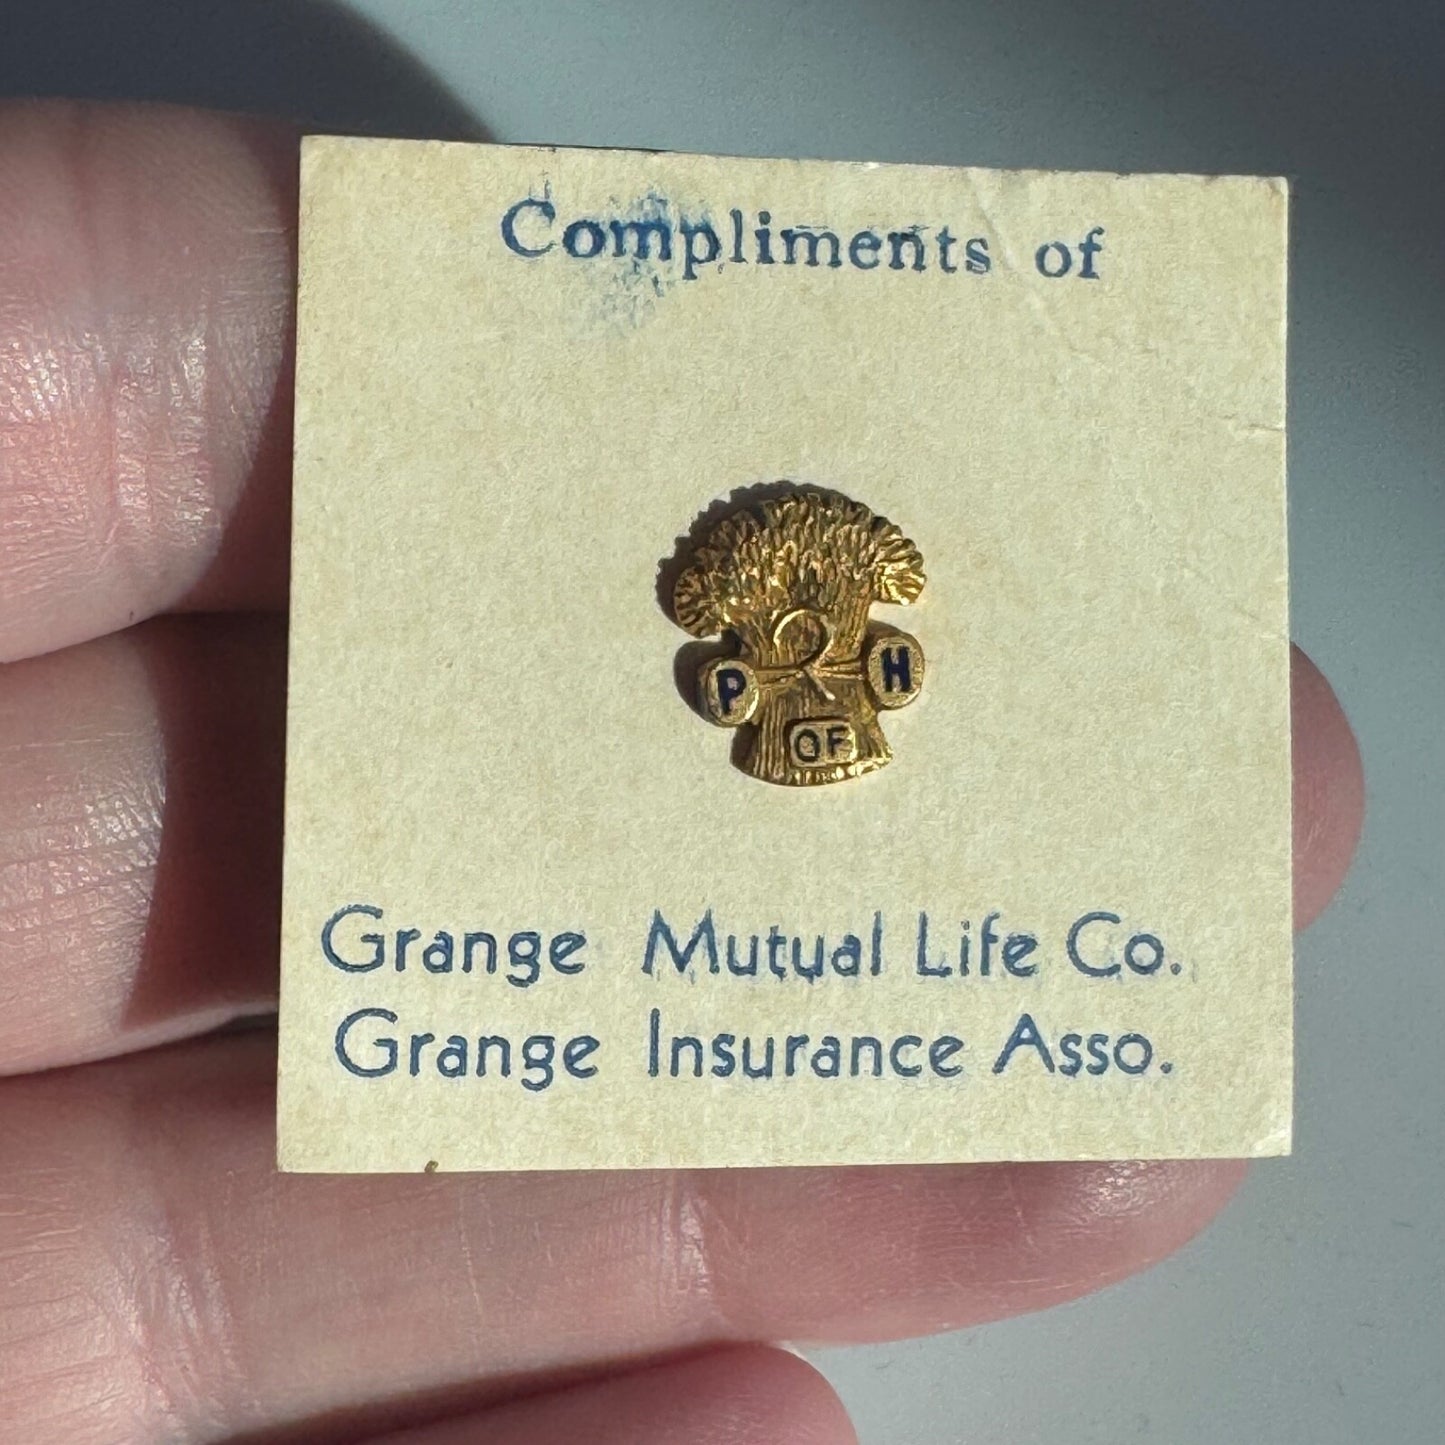 Compliments of
P H
OF
Grange Mutual Life Co.
Grange Insurance Asso.